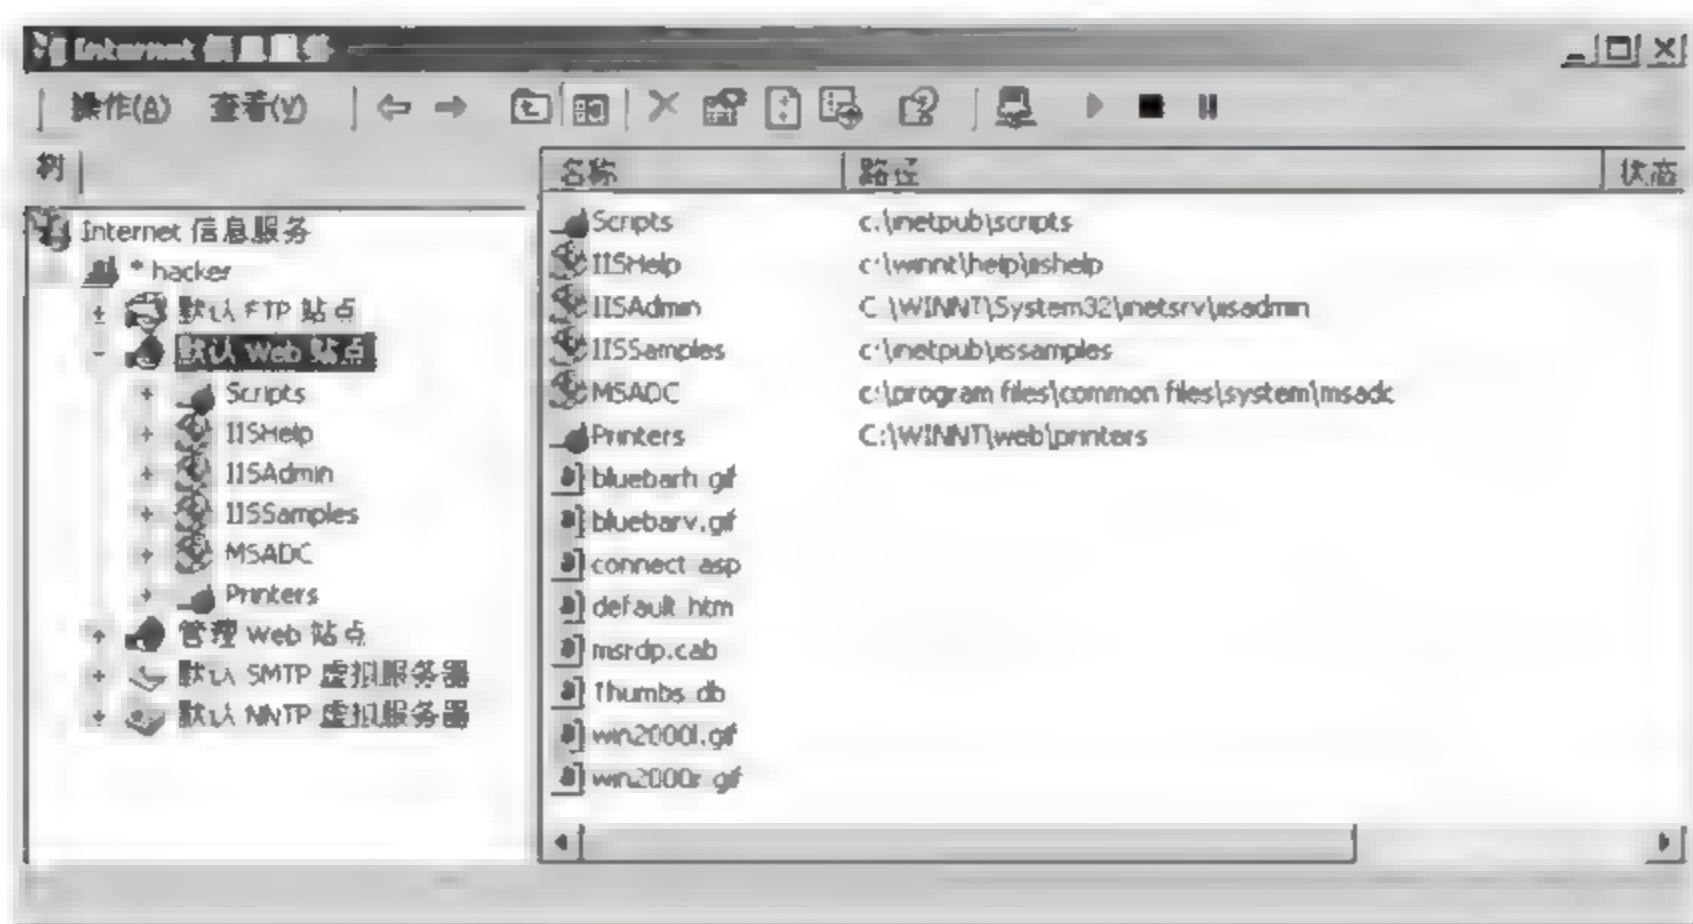 Internet 信息服务
操作(A) 查看(V)
树
Internet 信息服务
* hacker
默认 FTP 站点
默认 Web 站点
Scripts
IISHelp
IISAdmin
IISSamples
MSADC
Printers
管理 Web 站点
默认 SMTP 虚拟服务器
默认 NNTP 虚拟服务器
名称 路径 状态
Scripts c:\inetpub\scripts
IISHelp c:\winnt\help\iishelp
IISAdmin C:\WINNT\System32\inetsrv\iisadmin
IISSamples c:\inetpub\iissamples
MSADC c:\program files\common files\system\msadc
Printers C:\WINNT\web\printers
bluebarh.gif
bluebarv.gif
connect.asp
default.htm
msrdp.cab
Thumbs.db
win2000l.gif
win2000r.gif